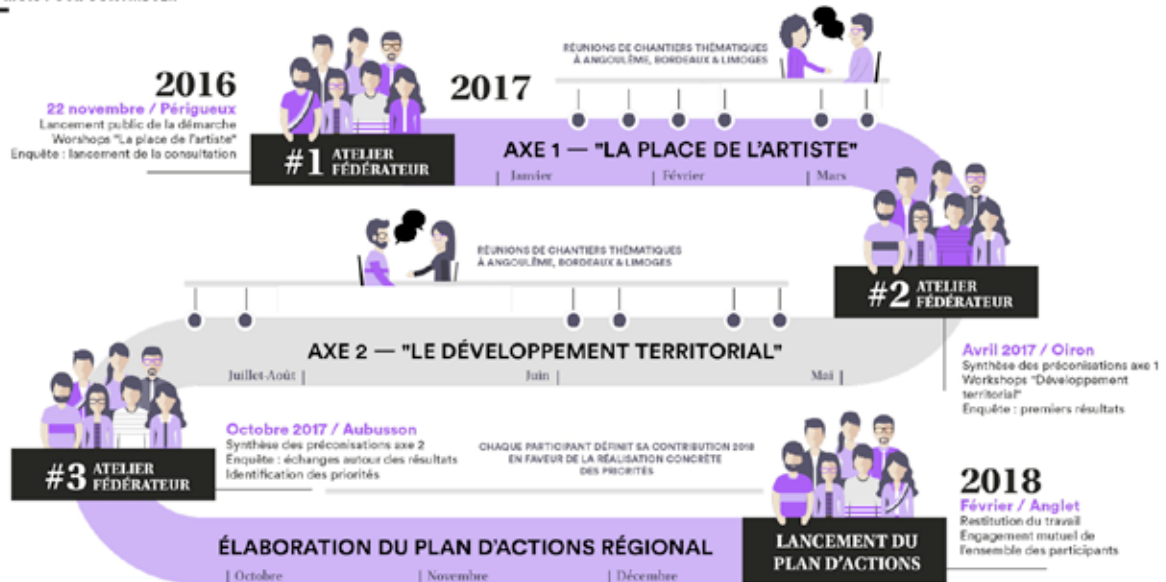 2016
22 novembre / Périgueux
Lancement public de la démarche
Worshops "La place de l'artiste"
Enquête : lancement de la consultation
#1 ATELIER
FÉDÉRATEUR
2017
RÉUNIONS DE CHANTIERS THÉMATIQUES
À ANGOULÊME, BORDEAUX & LIMOGES
AXE 1 — "LA PLACE DE L'ARTISTE"
| Janvier
| Février
| Mars
#2 ATELIER
FÉDÉRATEUR
Avril 2017 / Oiron
Synthèse des préconisations axe 1
Workshops "Développement
territorial"
Enquête : premiers résultats
RÉUNIONS DE CHANTIERS THÉMATIQUES
À ANGOULÊME, BORDEAUX & LIMOGES
AXE 2 — "LE DÉVELOPPEMENT TERRITORIAL"
Juillet-Août |
Juin |
Mai |
#3 ATELIER
FÉDÉRATEUR
Octobre 2017 / Aubusson
Synthèse des préconisations axe 2
Enquête : échanges autour des résultats
Identification des priorités
CHAQUE PARTICIPANT DÉFINIT SA CONTRIBUTION 2018
EN FAVEUR DE LA RÉALISATION CONCRÈTE
DES PRIORITÉS
ÉLABORATION DU PLAN D'ACTIONS RÉGIONAL
| Octobre
| Novembre
| Décembre
LANCEMENT DU
PLAN D'ACTIONS
2018
Février / Anglet
Restitution du travail
Engagement mutuel de
l'ensemble des participants